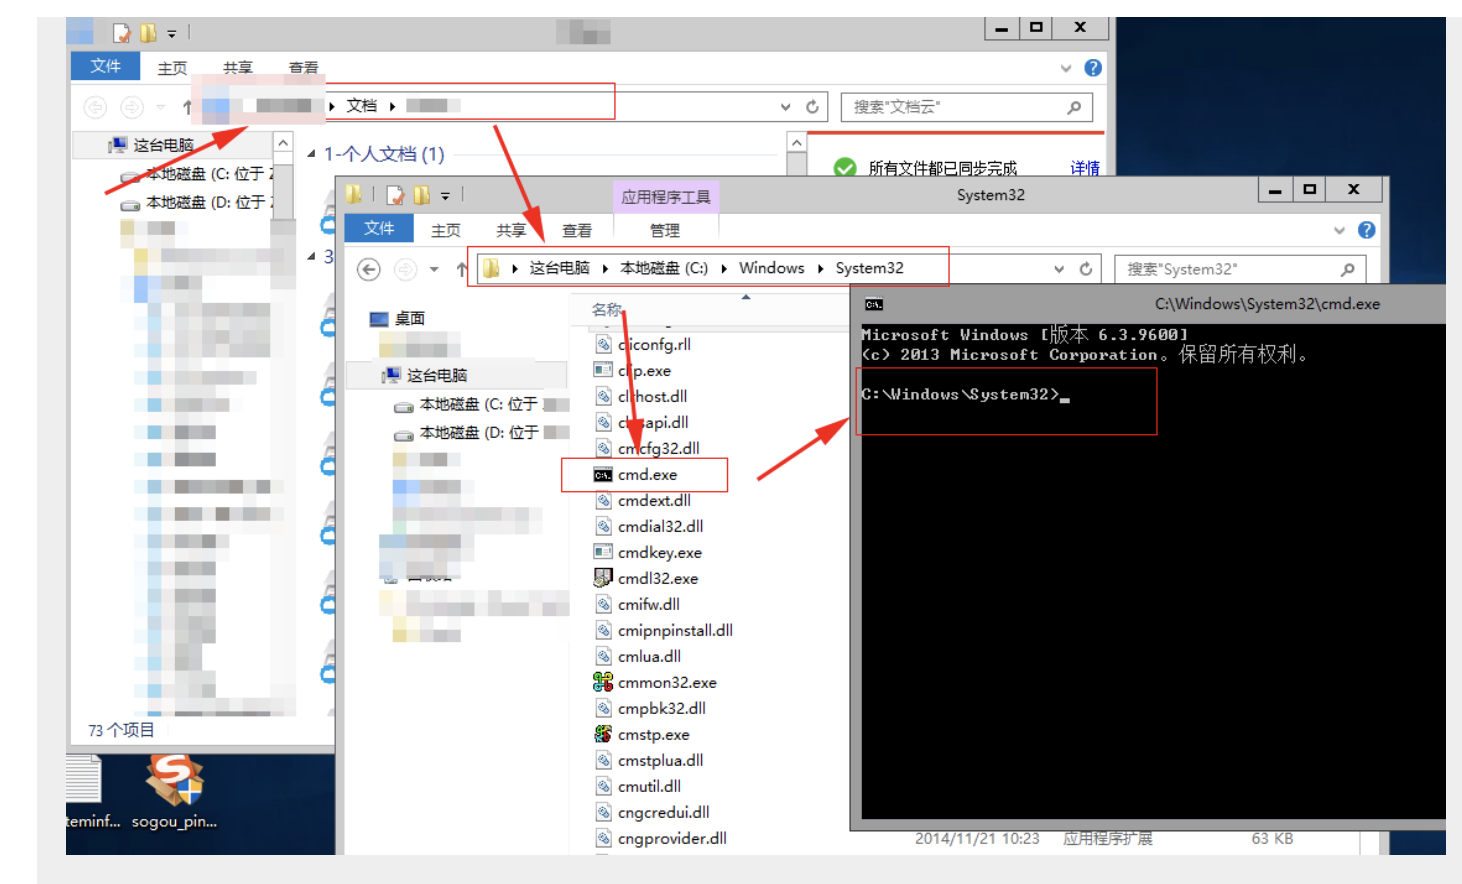 文件 主页 共享 查看
文档
搜索"文档云"
这台电脑
本地磁盘 (C: 位于
本地磁盘 (D: 位于
1-个人文档 (1)
所有文件都已同步完成 详情
3
73 个项目
teminf... sogou_pin...
应用程序工具 System32
文件 主页 共享 查看 管理
这台电脑 本地磁盘 (C:) Windows System32
搜索"System32"
桌面
这台电脑
本地磁盘 (C: 位于
本地磁盘 (D: 位于
名称
cliconfg.rll
clip.exe
clrhost.dll
clusapi.dll
cmcfg32.dll
cmd.exe
cmdext.dll
cmdial32.dll
cmdkey.exe
cmdl32.exe
cmifw.dll
cmipnpinstall.dll
cmlua.dll
cmmon32.exe
cmpbk32.dll
cmstp.exe
cmstplua.dll
cmutil.dll
cngcredui.dll
cngprovider.dll 2014/11/21 10:23 应用程序扩展 63 KB
C:\Windows\System32\cmd.exe
Microsoft Windows [版本 6.3.9600]
(c) 2013 Microsoft Corporation。保留所有权利。
C:\Windows\System32>_